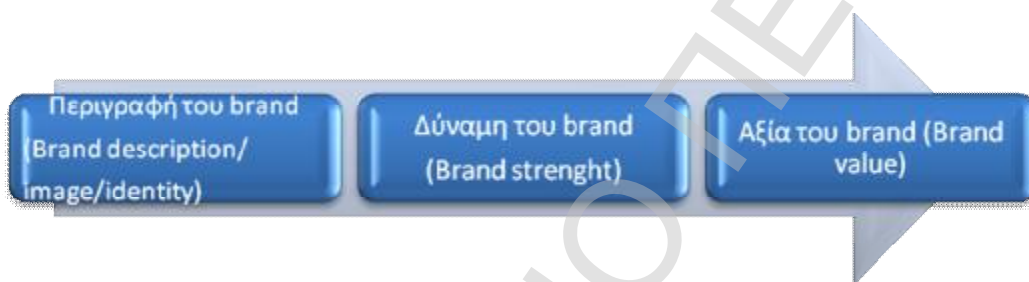 Περιγραφή του brand
(Brand description/
image/identity)
Δύναμη του brand
(Brand strenght)
Αξία του brand (Brand
value)